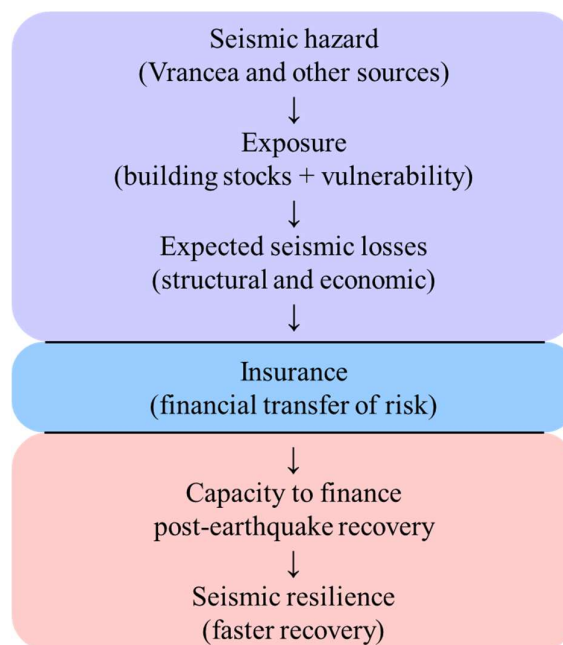 Seismic hazard
(Vrancea and other sources)
↓
Exposure
(building stocks + vulnerability)
↓
Expected seismic losses
(structural and economic)
↓
Insurance
(financial transfer of risk)
↓
Capacity to finance
post-earthquake recovery
↓
Seismic resilience
(faster recovery)